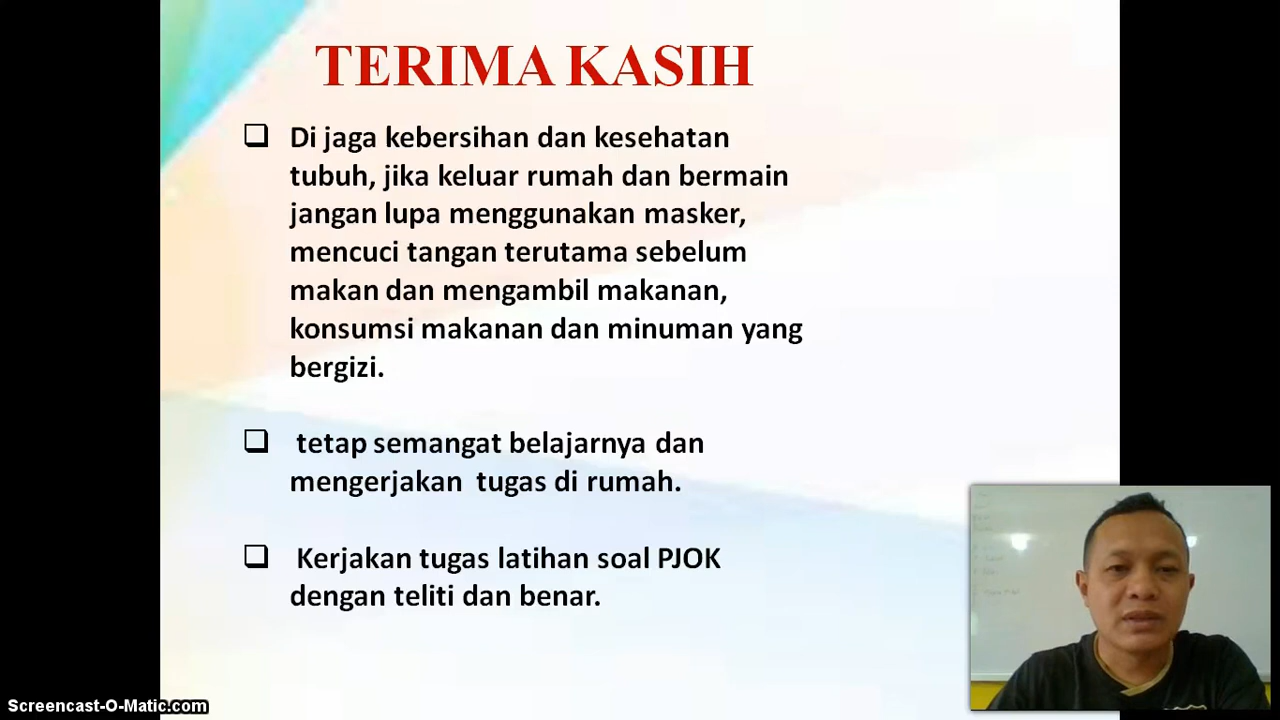 TERIMA KASIH
Di jaga kebersihan dan kesehatan
tubuh, jika keluar rumah dan bermain
jangan lupa menggunakan masker,
mencuci tangan terutama sebelum
makan dan mengambil makanan,
konsumsi makanan dan minuman yang
bergizi.
tetap semangat belajarnya dan
mengerjakan tugas di rumah.
Kerjakan tugas latihan soal PJOK
dengan teliti dan benar.
Screencast-O-Matic.com